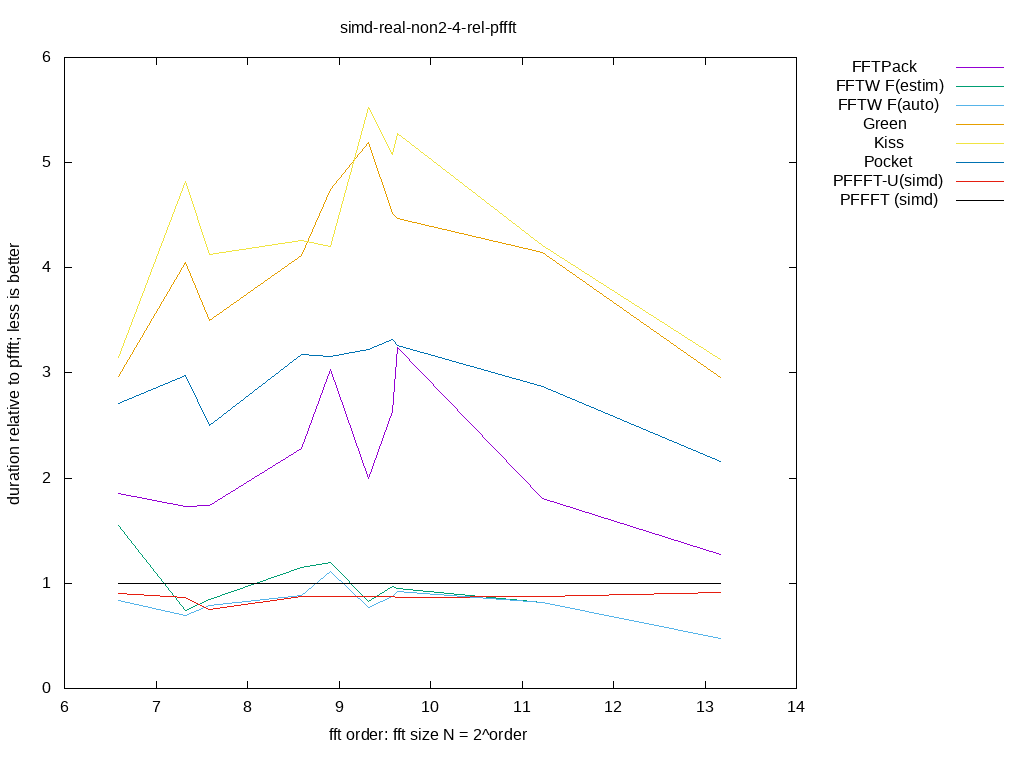 simd-real-non2-4-rel-pffft
FFTPack
FFTW F(estim)
FFTW F(auto)
Green
Kiss
Pocket
PFFFT-U(simd)
PFFFT (simd)
duration relative to pffft; less is better
6
5
4
3
2
1
0
6 7 8 9 10 11 12 13 14
fft order: fft size N = 2^order